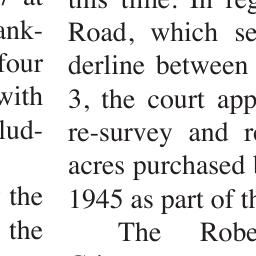 at
ank-
four
with
lud-
the
the
this time. In reg
Road, which se
derline between
3, the court app
re-survey and re
acres purchased b
1945 as part of th
The Robe